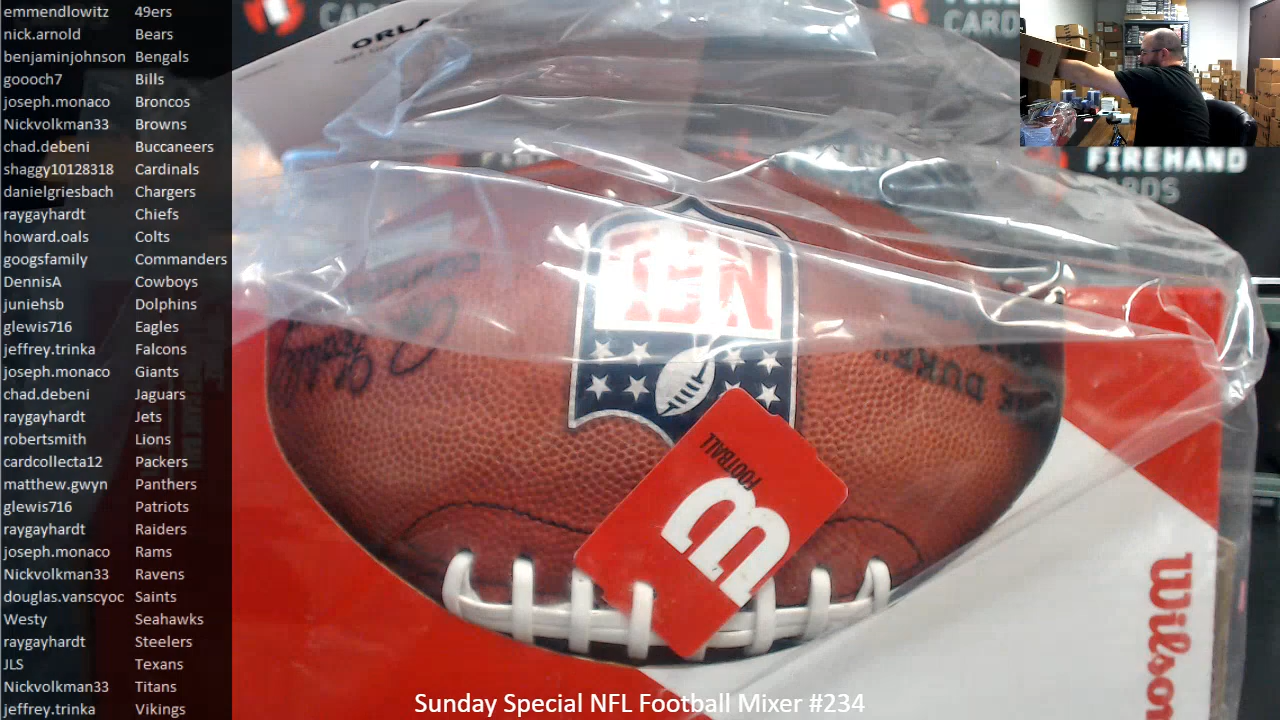 emmendlowitz 49ers
nick.arnold Bears
benjaminjohnson Bengals
goooch7 Bills
joseph.monaco Broncos
Nickvolkman33 Browns
chad.debeni Buccaneers
shaggy10128318 Cardinals
danielgriesbach Chargers
raygayhardt Chiefs
howard.oals Colts
googsfamily Commanders
DennisA Cowboys
juniehsb Dolphins
glewis716 Eagles
jeffrey.trinka Falcons
joseph.monaco Giants
chad.debeni Jaguars
raygayhardt Jets
robertsmith Lions
cardcollecta12 Packers
matthew.gwyn Panthers
glewis716 Patriots
raygayhardt Raiders
joseph.monaco Rams
Nickvolkman33 Ravens
douglas.vanscyoc Saints
Westy Seahawks
raygayhardt Steelers
JLS Texans
Nickvolkman33 Titans
jeffrey.trinka Vikings
FIREHAND
CARDS
NFL
DUKE
FOOTBALL
W
Wilson
Sunday Special NFL Football Mixer #234